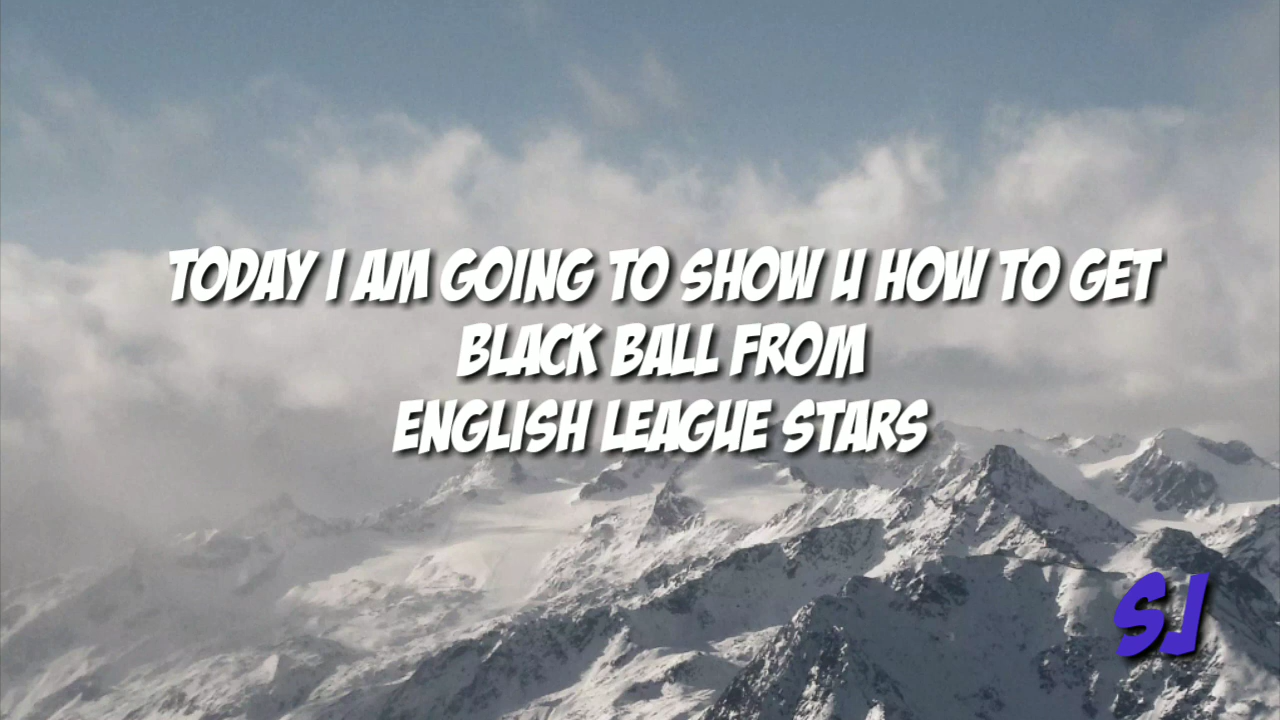 TODAY I AM GOING TO SHOW U HOW TO GET
BLACK BALL FROM
ENGLISH LEAGUE STARS
SJ